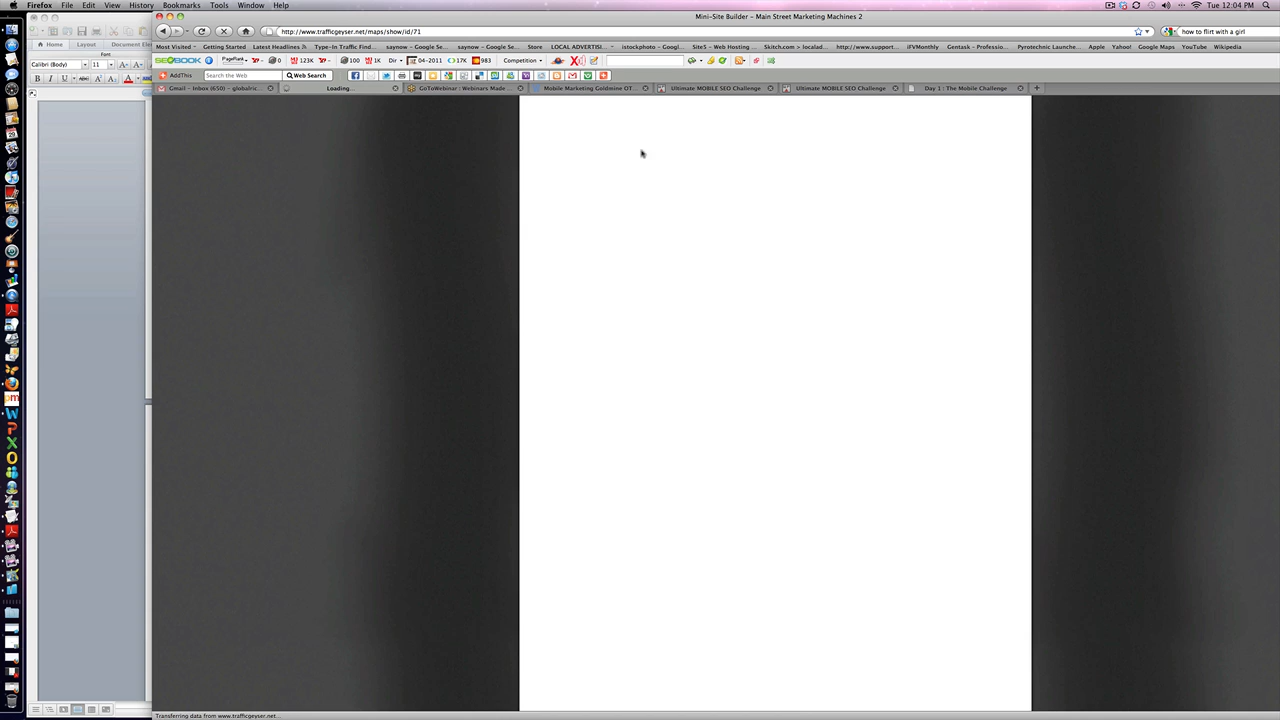 Firefox File Edit View History Bookmarks Tools Window Help Tue 12:04 PM
Mini-Site Builder – Main Street Marketing Machines 2
http://www.trafficgeyser.net/maps/show/id/71
how to flirt with a girl
Home Layout Document Ele
Most Visited Getting Started Latest Headlines Type-In Traffic Find... saynow – Google Se... saynow – Google Se... Store LOCAL ADVERTISI... istockphoto – Googl... Site5 – Web Hosting ... Skitch.com > localad... http://www.support... iFVMonthly Gentask – Professio... Pyrotechnic Launche... Apple Yahoo! Google Maps YouTube Wikipedia
Font
SEOBOOK PageRank 0 123K 100 1K Dir 04-2011 17K 983 Competition
Calibri (Body) 11
AddThis Search the Web Web Search
B I U ABC
Gmail – Inbox (650) – globalric... Loading... GoToWebinar : Webinars Made ... Mobile Marketing Goldmine OT... Ultimate MOBILE SEO Challenge Ultimate MOBILE SEO Challenge Day 1 : The Mobile Challenge
pm
Transferring data from www.trafficgeyser.net...